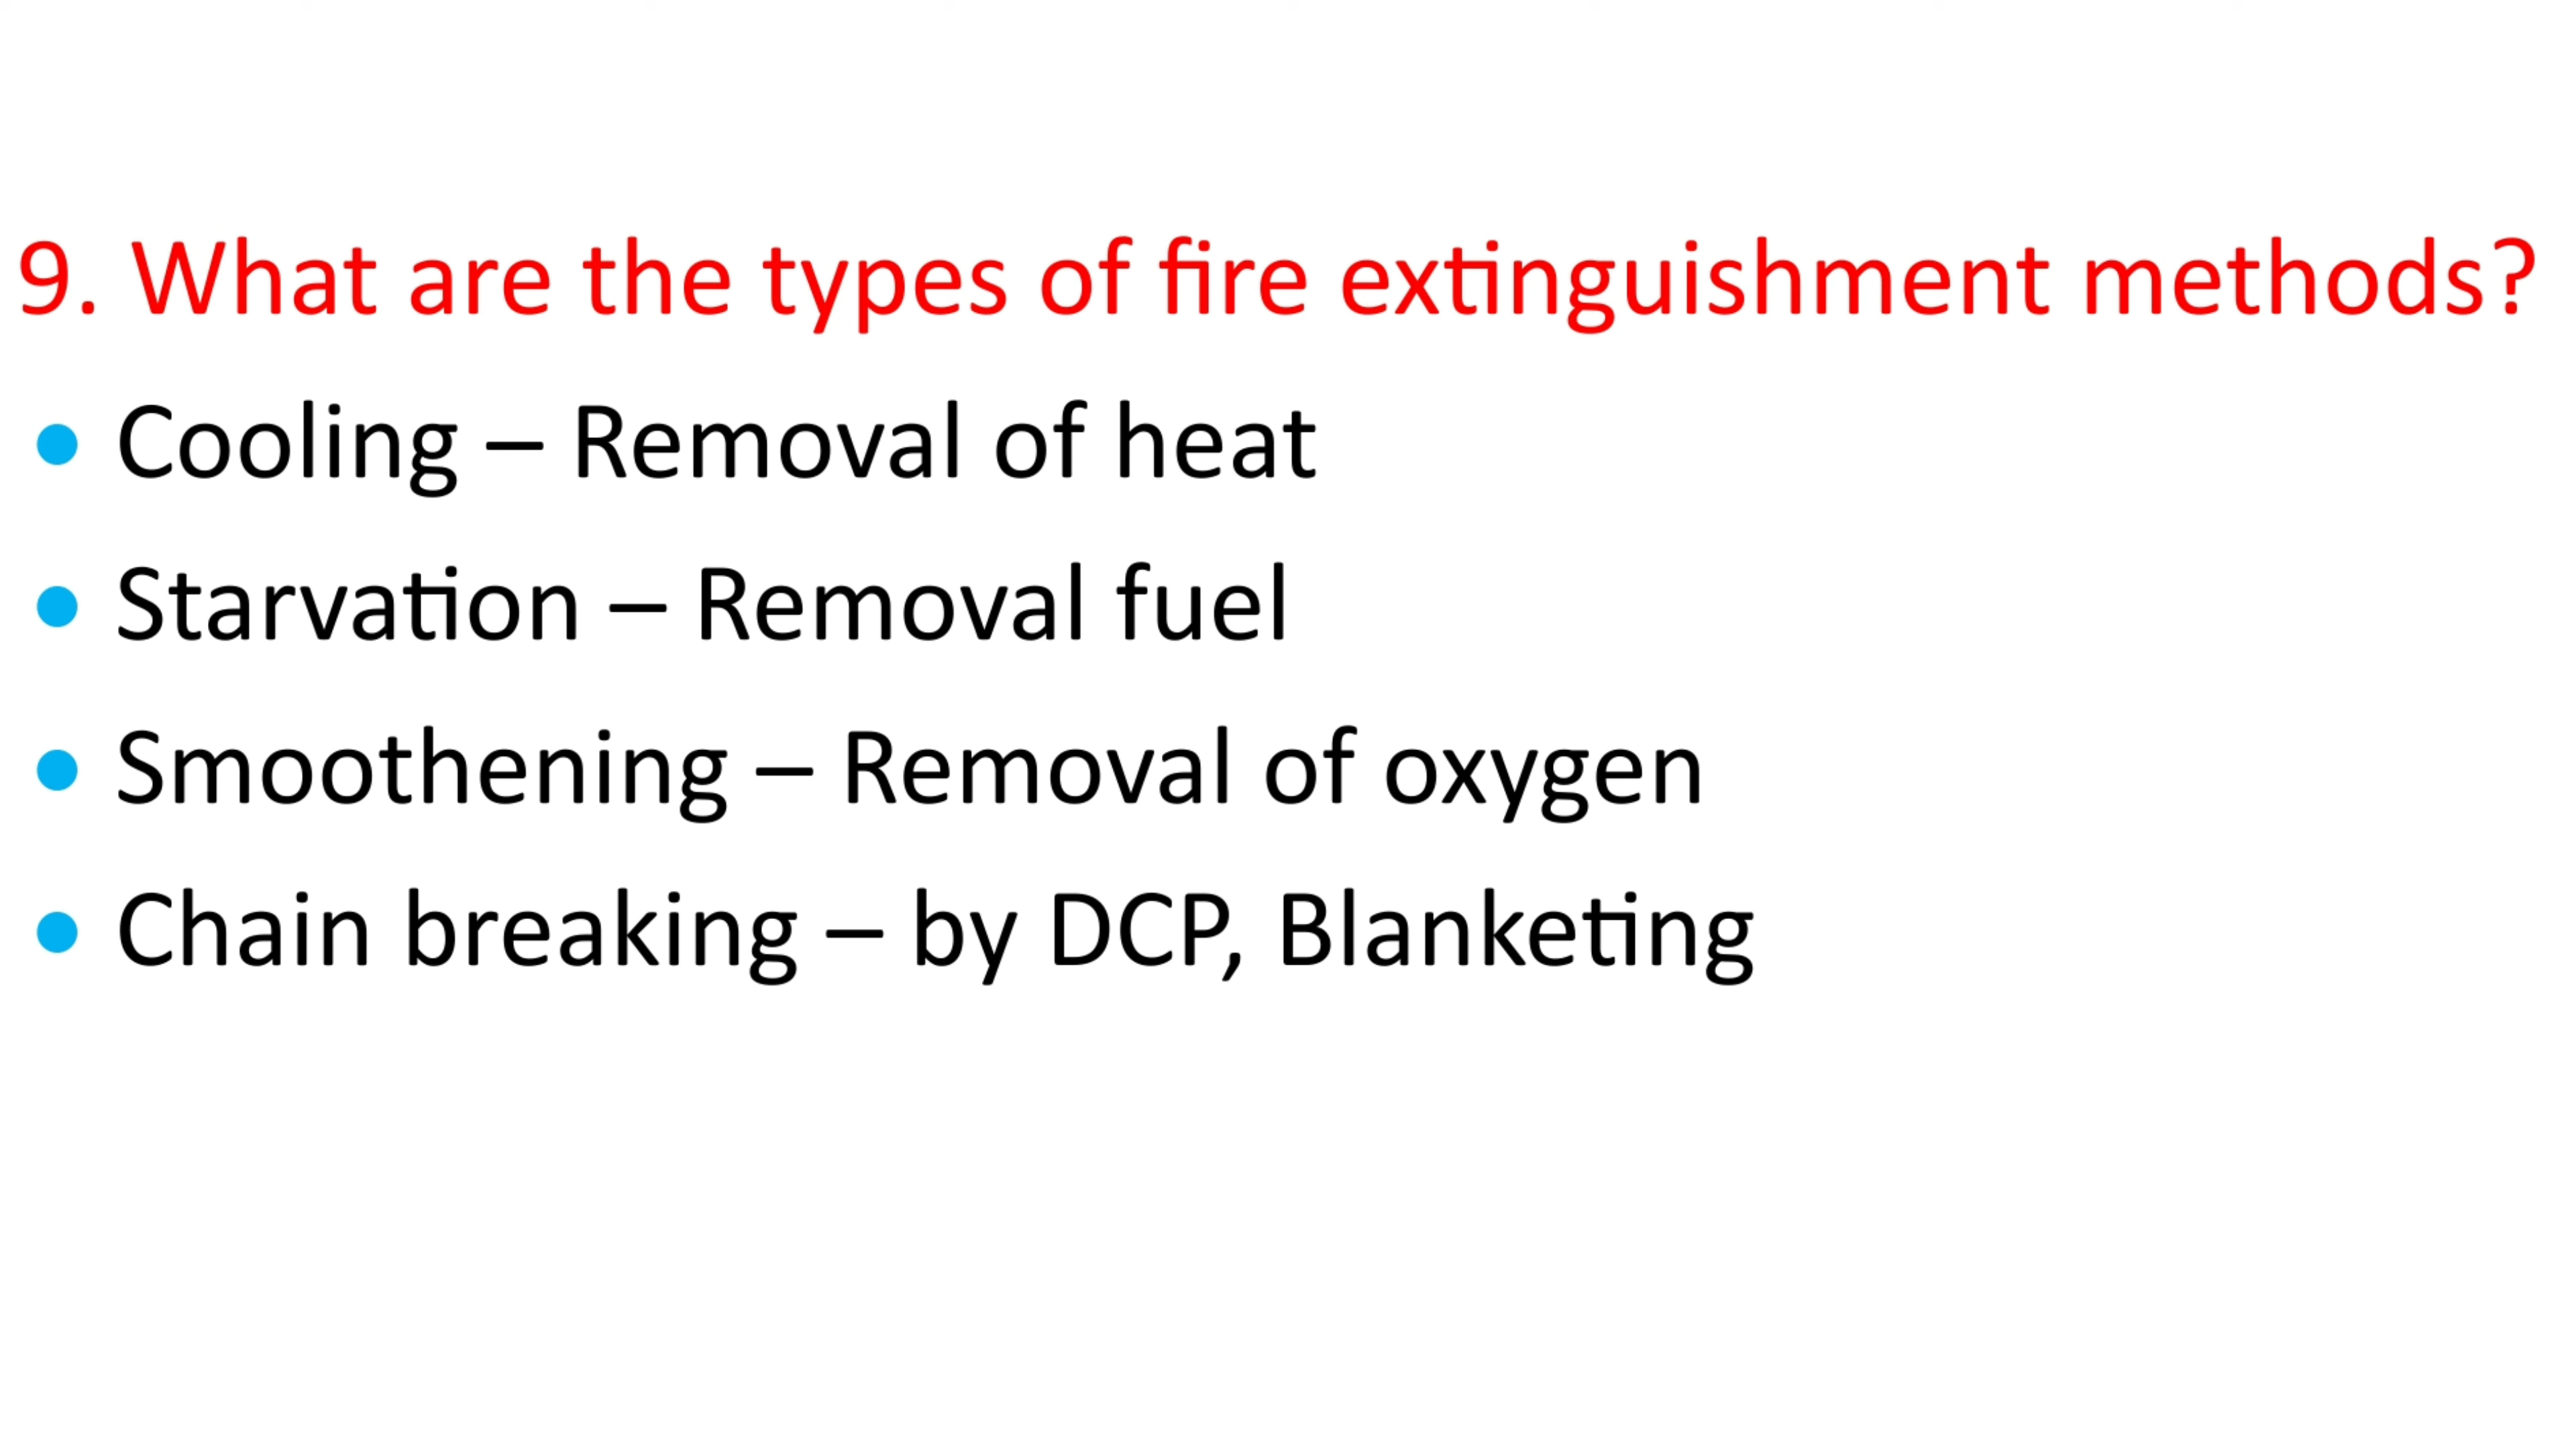 9. What are the types of fire extinguishment methods?
• Cooling – Removal of heat
• Starvation – Removal fuel
• Smoothening – Removal of oxygen
• Chain breaking – by DCP, Blanketing